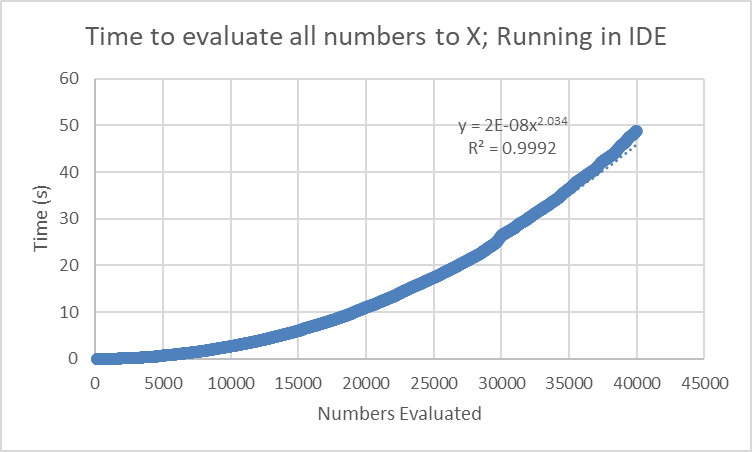 Time to evaluate all numbers to X; Running in IDE
60
50
40
30
20
10
0
Time (s)
y = 2E-08x^2.034
R² = 0.9992
0 5000 10000 15000 20000 25000 30000 35000 40000 45000
Numbers Evaluated